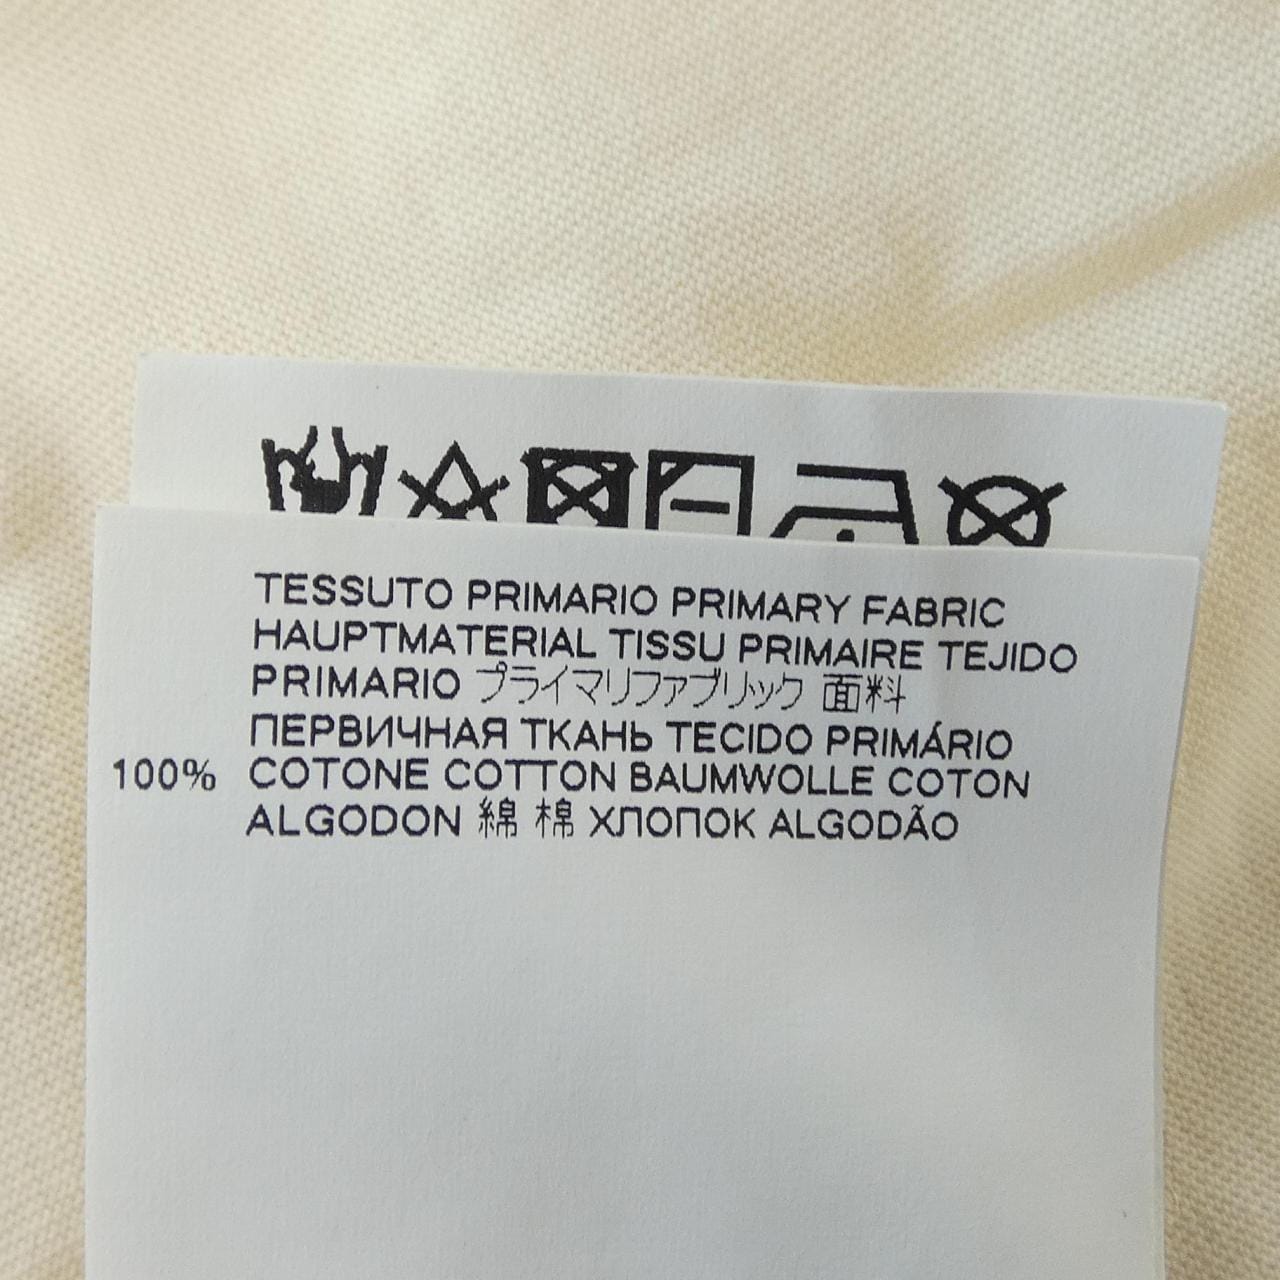 TESSUTO PRIMARIO PRIMARY FABRIC
HAUPTMATERIAL TISSU PRIMAIRE TEJIDO
PRIMARIO プライマリファブリック 面料
ПЕРВИЧНАЯ ТКАНЬ TECIDO PRIMÁRIO
100% COTONE COTTON BAUMWOLLE COTON
ALGODON 綿 棉 ХЛОПОК ALGODÃO